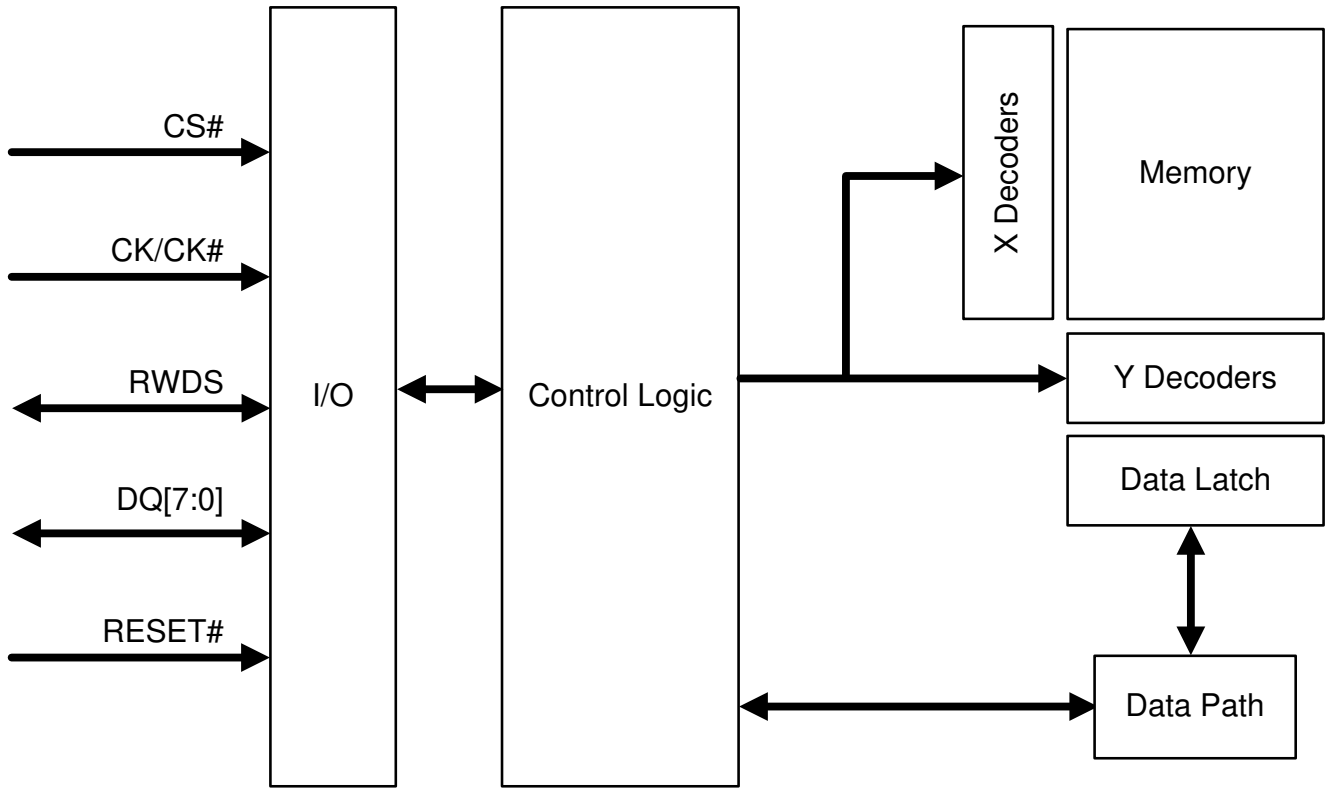 CS#
CK/CK#
RWDS
DQ[7:0]
RESET#
I/O
Control Logic
X Decoders
Memory
Y Decoders
Data Latch
Data Path